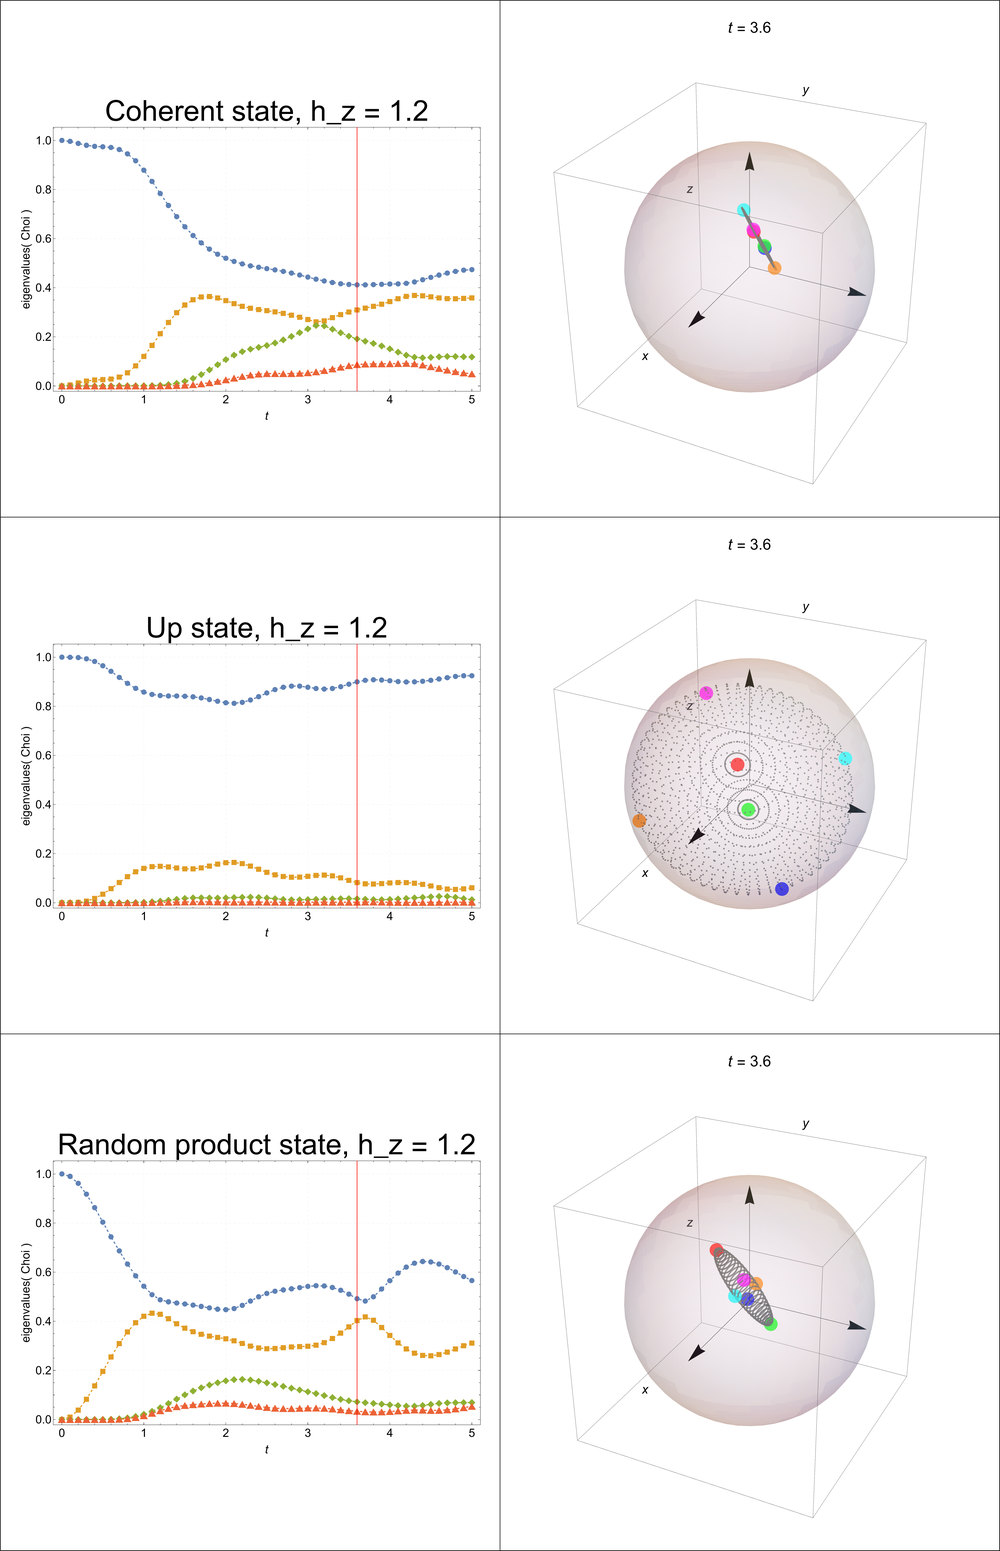 Coherent state, h_z = 1.2
eigenvalues( Choi )
1.0
0.8
0.6
0.4
0.2
0.0
0 1 2 3 4 5
t
t = 3.6
y
z
x
Up state, h_z = 1.2
eigenvalues( Choi )
1.0
0.8
0.6
0.4
0.2
0.0
0 1 2 3 4 5
t
t = 3.6
y
z
x
Random product state, h_z = 1.2
eigenvalues( Choi )
1.0
0.8
0.6
0.4
0.2
0.0
0 1 2 3 4 5
t
t = 3.6
y
z
x